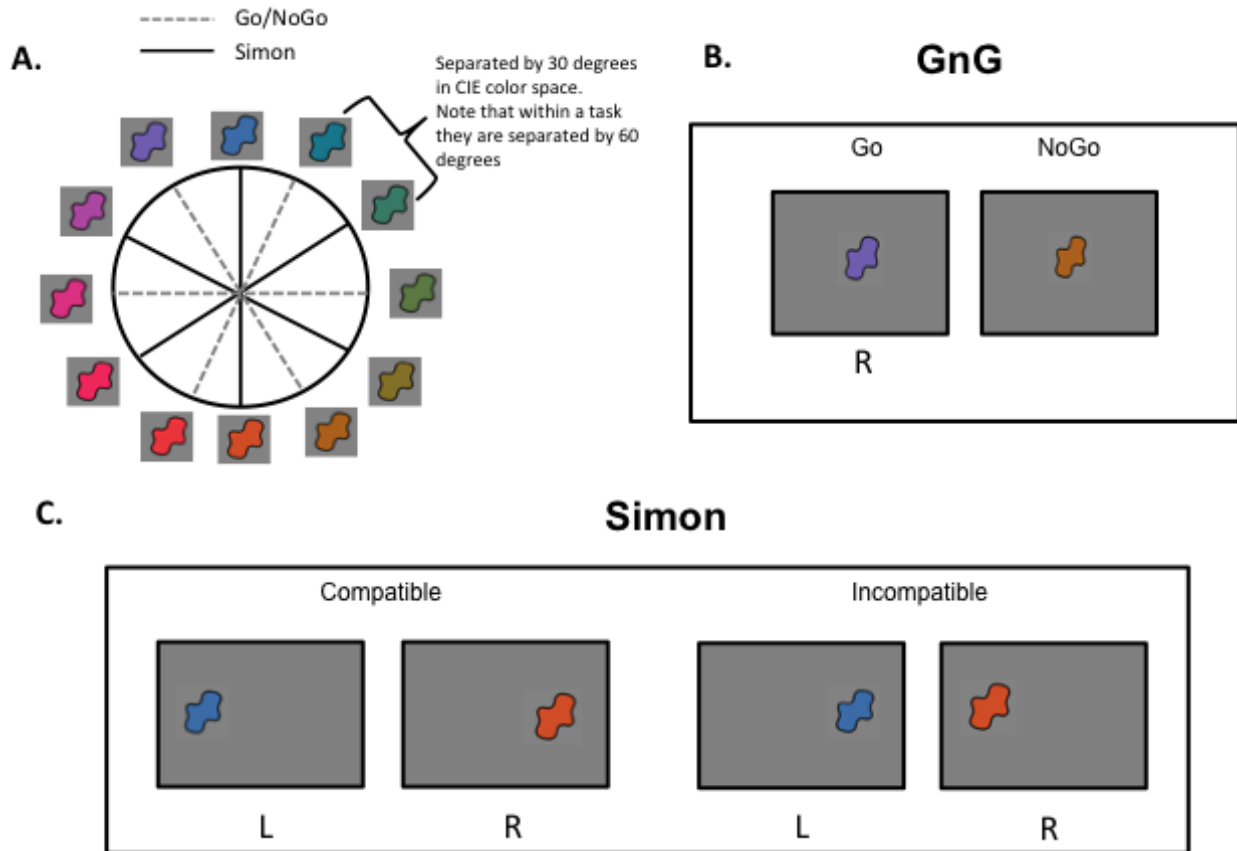 Go/NoGo
Simon
A.
Separated by 30 degrees
in CIE color space.
Note that within a task
they are separated by 60
degrees
B.
GnG
Go
NoGo
R
C.
Simon
Compatible
Incompatible
L
R
L
R